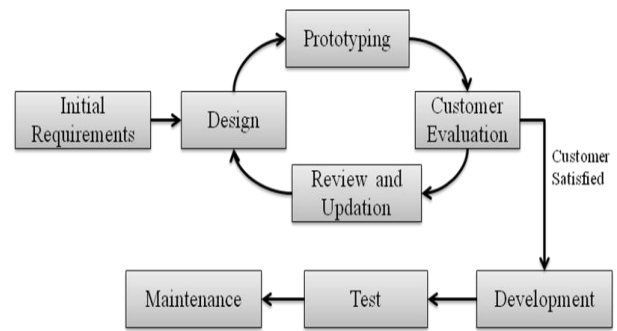 Prototyping
Initial
Requirements
Design
Customer
Evaluation
Customer
Satisfied
Review and
Updation
Maintenance
Test
Development